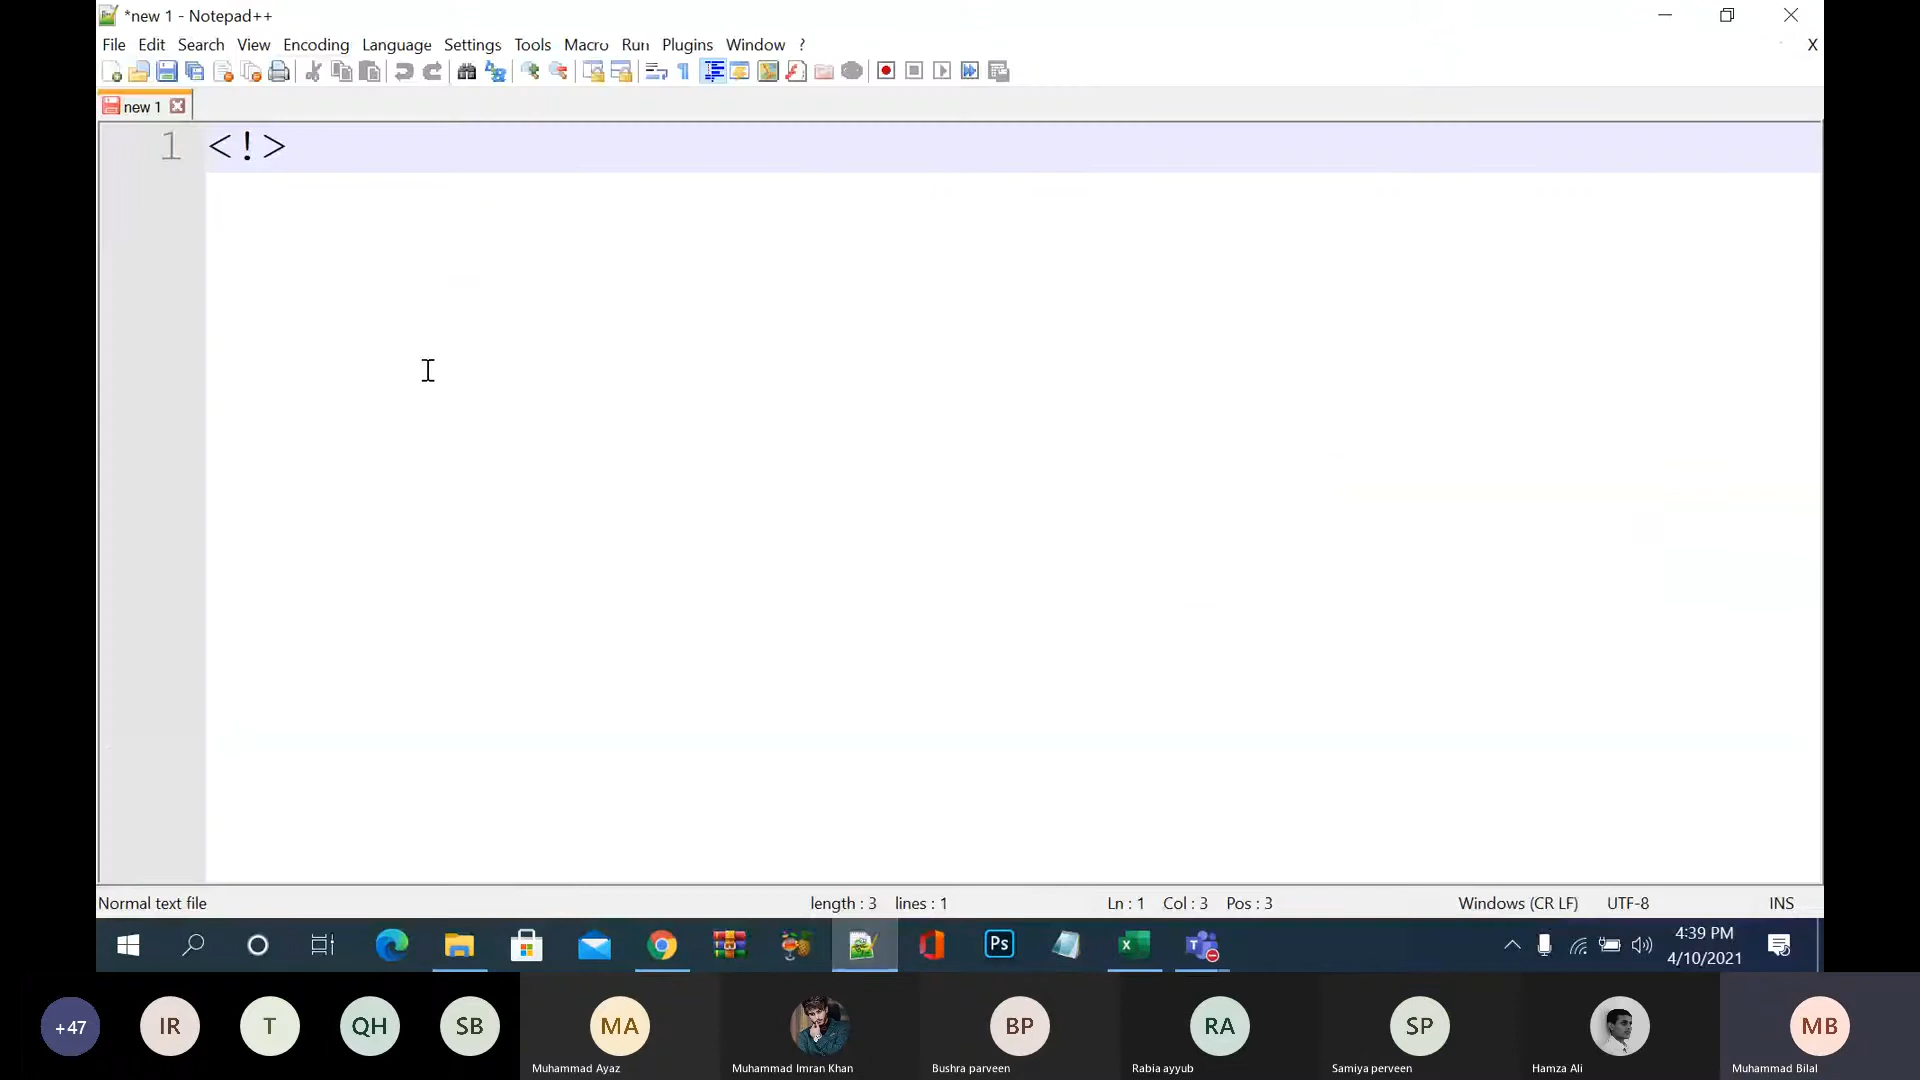 *new 1 - Notepad++
File Edit Search View Encoding Language Settings Tools Macro Run Plugins Window ?
X
new 1
1 <!>
Normal text file length : 3 lines : 1 Ln : 1 Col : 3 Pos : 3 Windows (CR LF) UTF-8 INS
Ps
4:39 PM
4/10/2021
+47 IR T QH SB MA BP RA SP MB
Muhammad Ayaz Muhammad Imran Khan Bushra parveen Rabia ayyub Samiya perveen Hamza Ali Muhammad Bilal